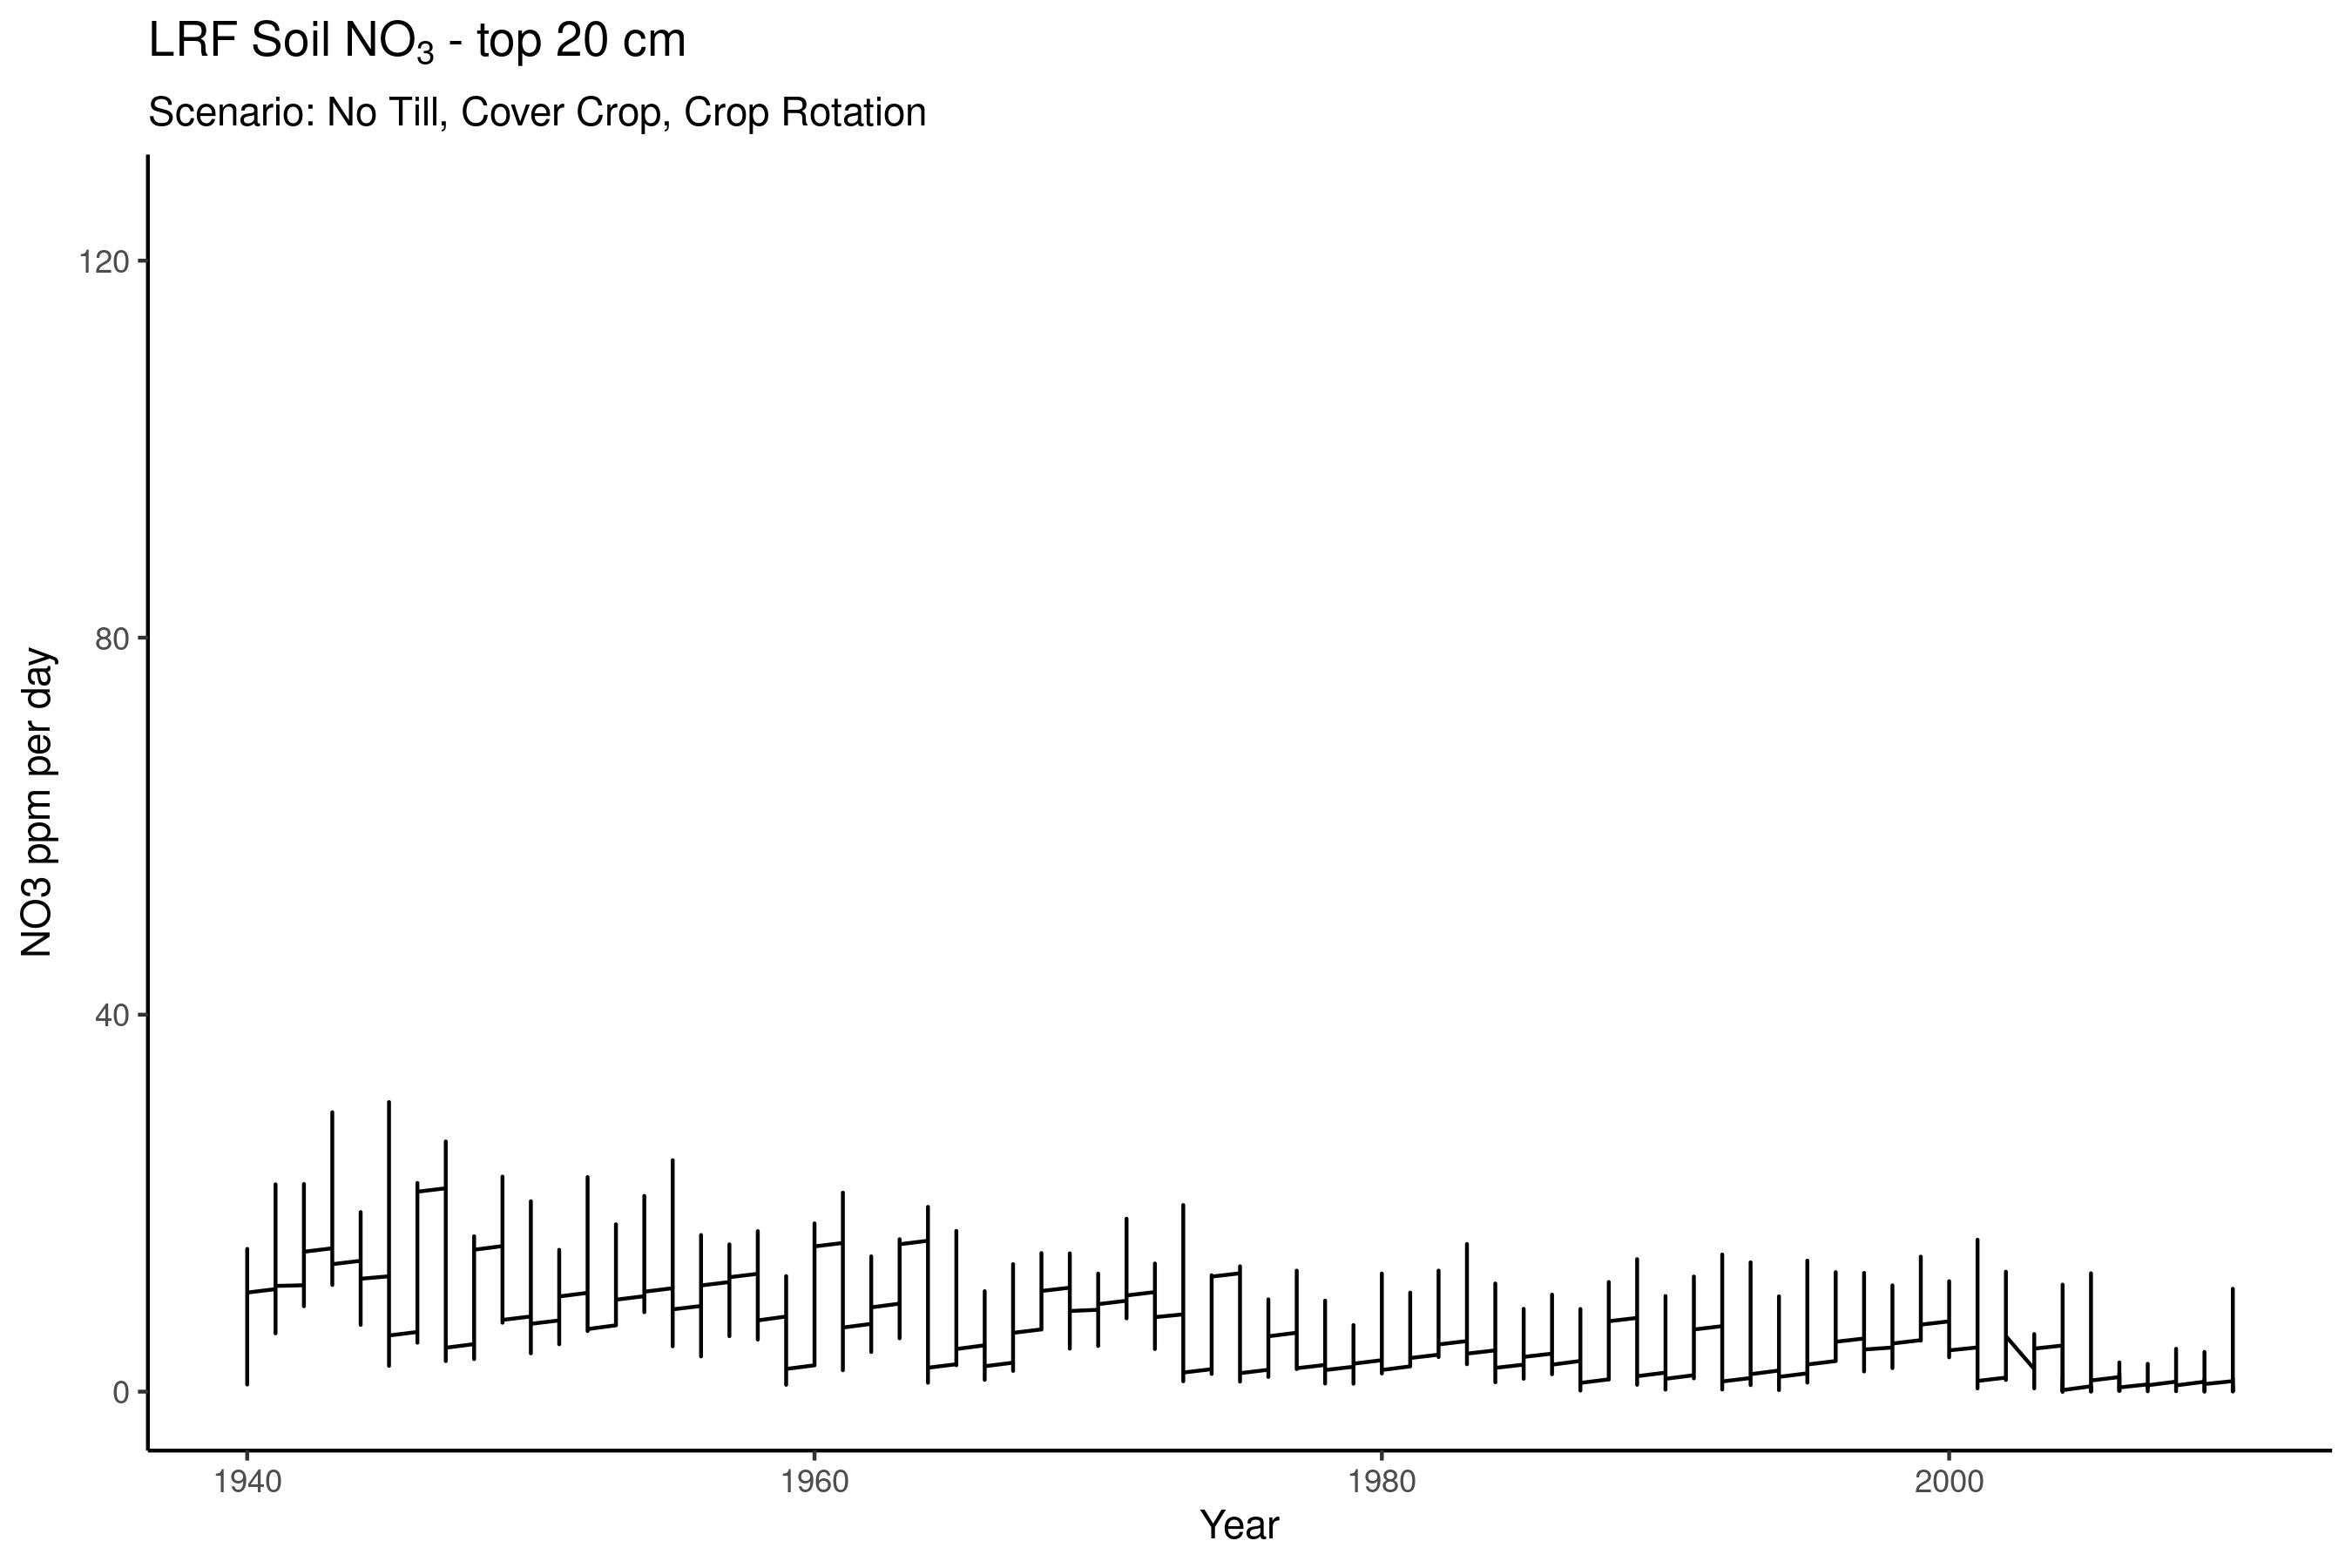 LRF Soil NO₃ - top 20 cm
Scenario: No Till, Cover Crop, Crop Rotation
NO3 ppm per day
120
80
40
0
1940 1960 1980 2000
Year